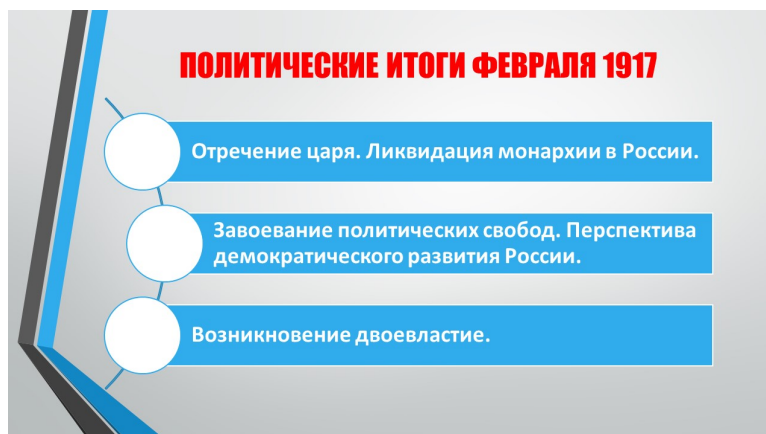 ПОЛИТИЧЕСКИЕ ИТОГИ ФЕВРАЛЯ 1917
Отречение царя. Ликвидация монархии в России.
Завоевание политических свобод. Перспектива
демократического развития России.
Возникновение двоевластие.